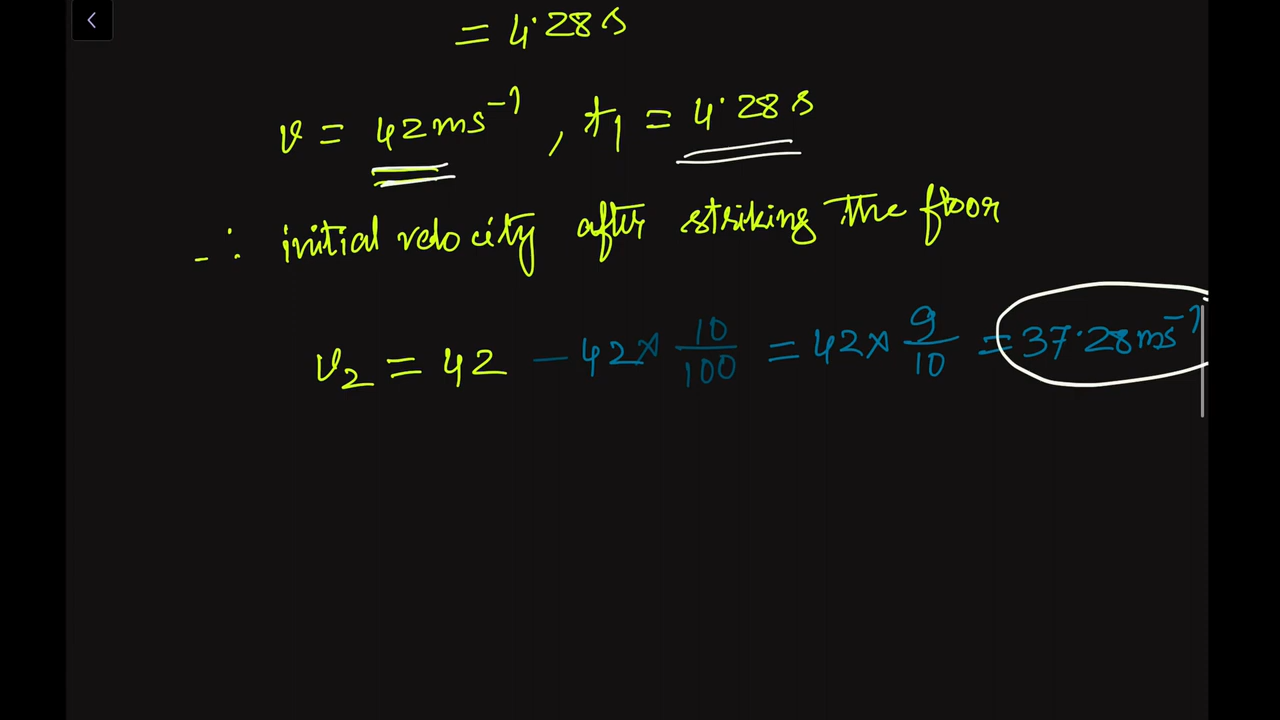 = 4.28 s
v = 42 ms⁻¹ , t₁ = 4.28 s
∴ initial velocity after striking the floor
v₂ = 42 − 42 × 10/100 = 42 × 9/10 = 37.28 ms⁻¹